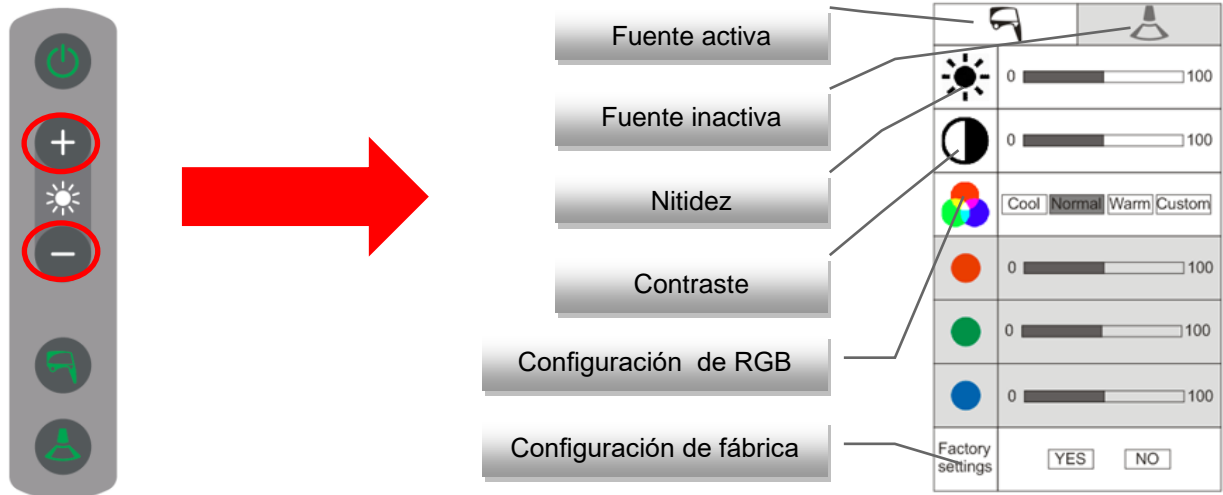 Fuente activa
Fuente inactiva
Nitidez
Contraste
Configuración de RGB
Configuración de fábrica
0 100
0 100
Cool Normal Warm Custom
0 100
0 100
0 100
Factory
settings
YES NO